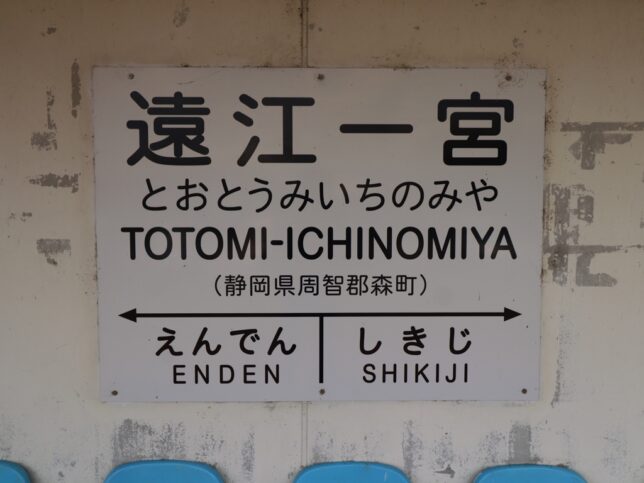 遠江一宮
とおとうみいちのみや
TOTOMI-ICHINOMIYA
(静岡県周智郡森町)
えんでん しきじ
ENDEN SHIKIJI